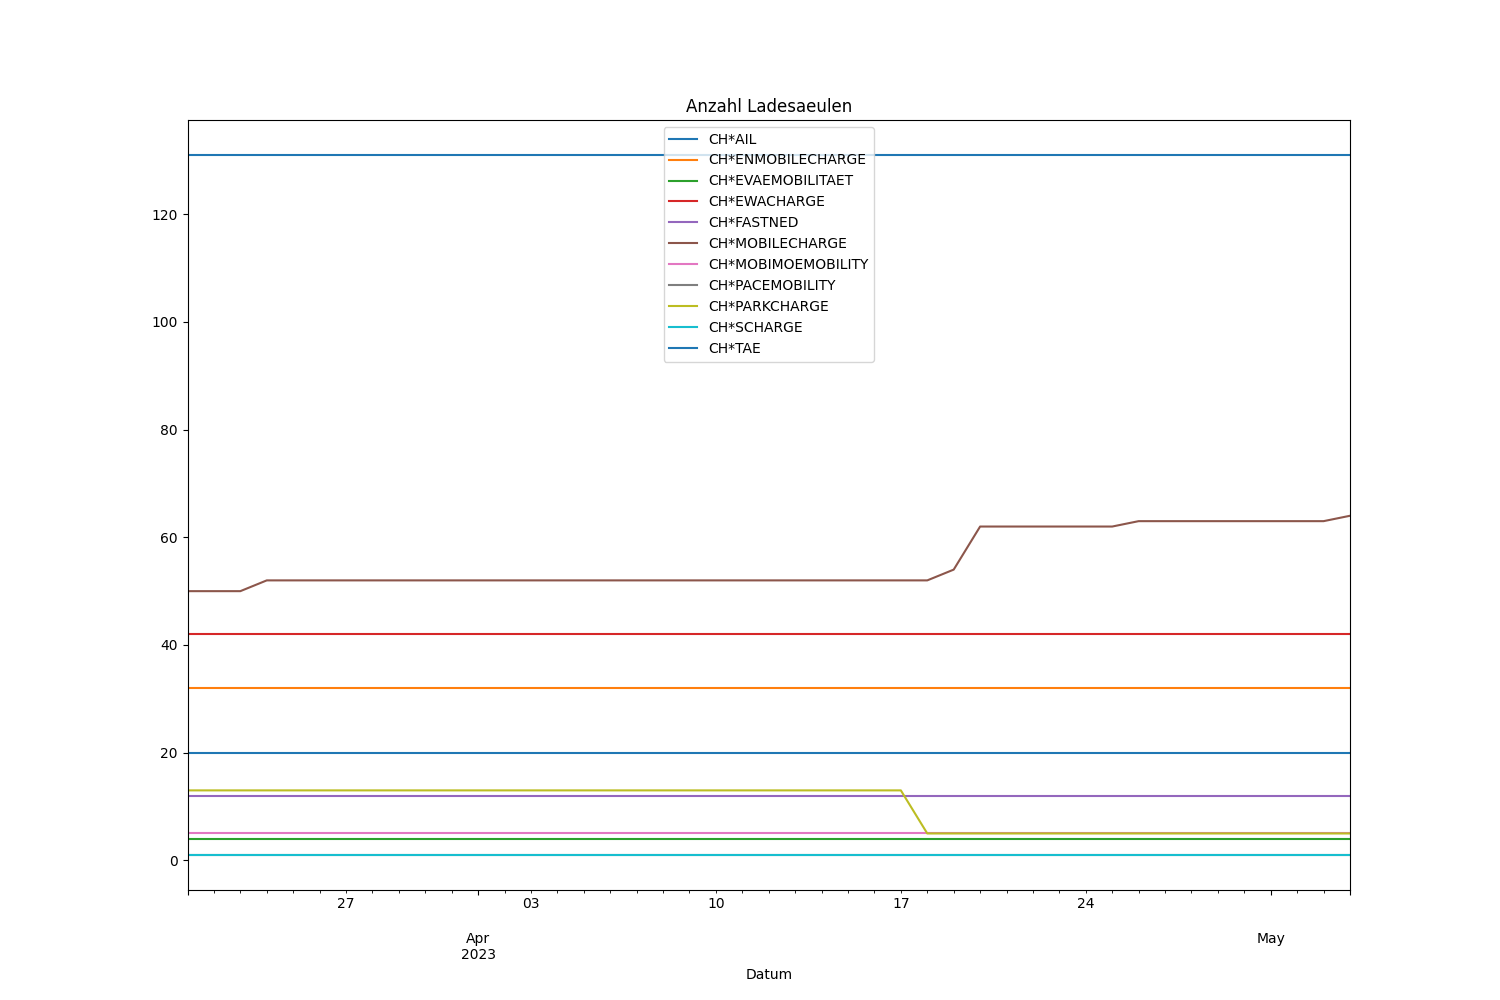 Anzahl Ladesaeulen
CH*AIL
CH*ENMOBILECHARGE
CH*EVAEMOBILITAET
CH*EWACHARGE
CH*FASTNED
CH*MOBILECHARGE
CH*MOBIMOEMOBILITY
CH*PACEMOBILITY
CH*PARKCHARGE
CH*SCHARGE
CH*TAE
120
100
80
60
40
20
0
27 03 10 17 24
Apr May
2023
Datum